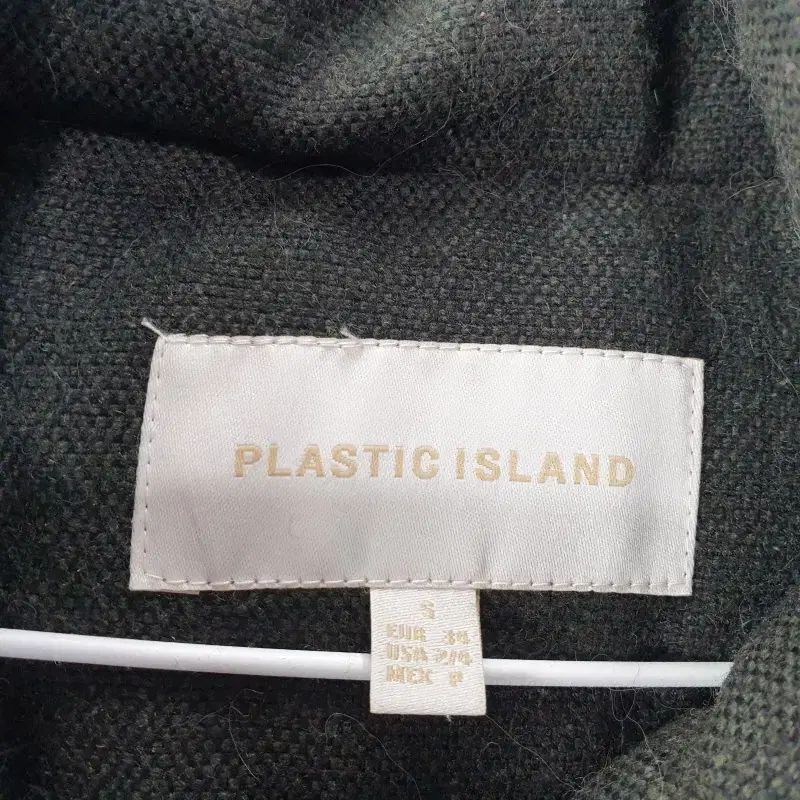 PLASTIC ISLAND
S
EUR 34
USA 2/4
MEX P